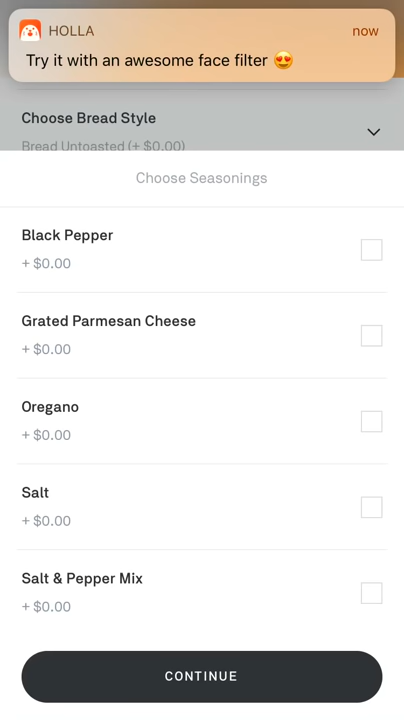 HOLLA
now
Try it with an awesome face filter 😍
Choose Bread Style
Bread Untoasted (+ $0.00)
Choose Seasonings
Black Pepper
+ $0.00
Grated Parmesan Cheese
+ $0.00
Oregano
+ $0.00
Salt
+ $0.00
Salt & Pepper Mix
+ $0.00
CONTINUE